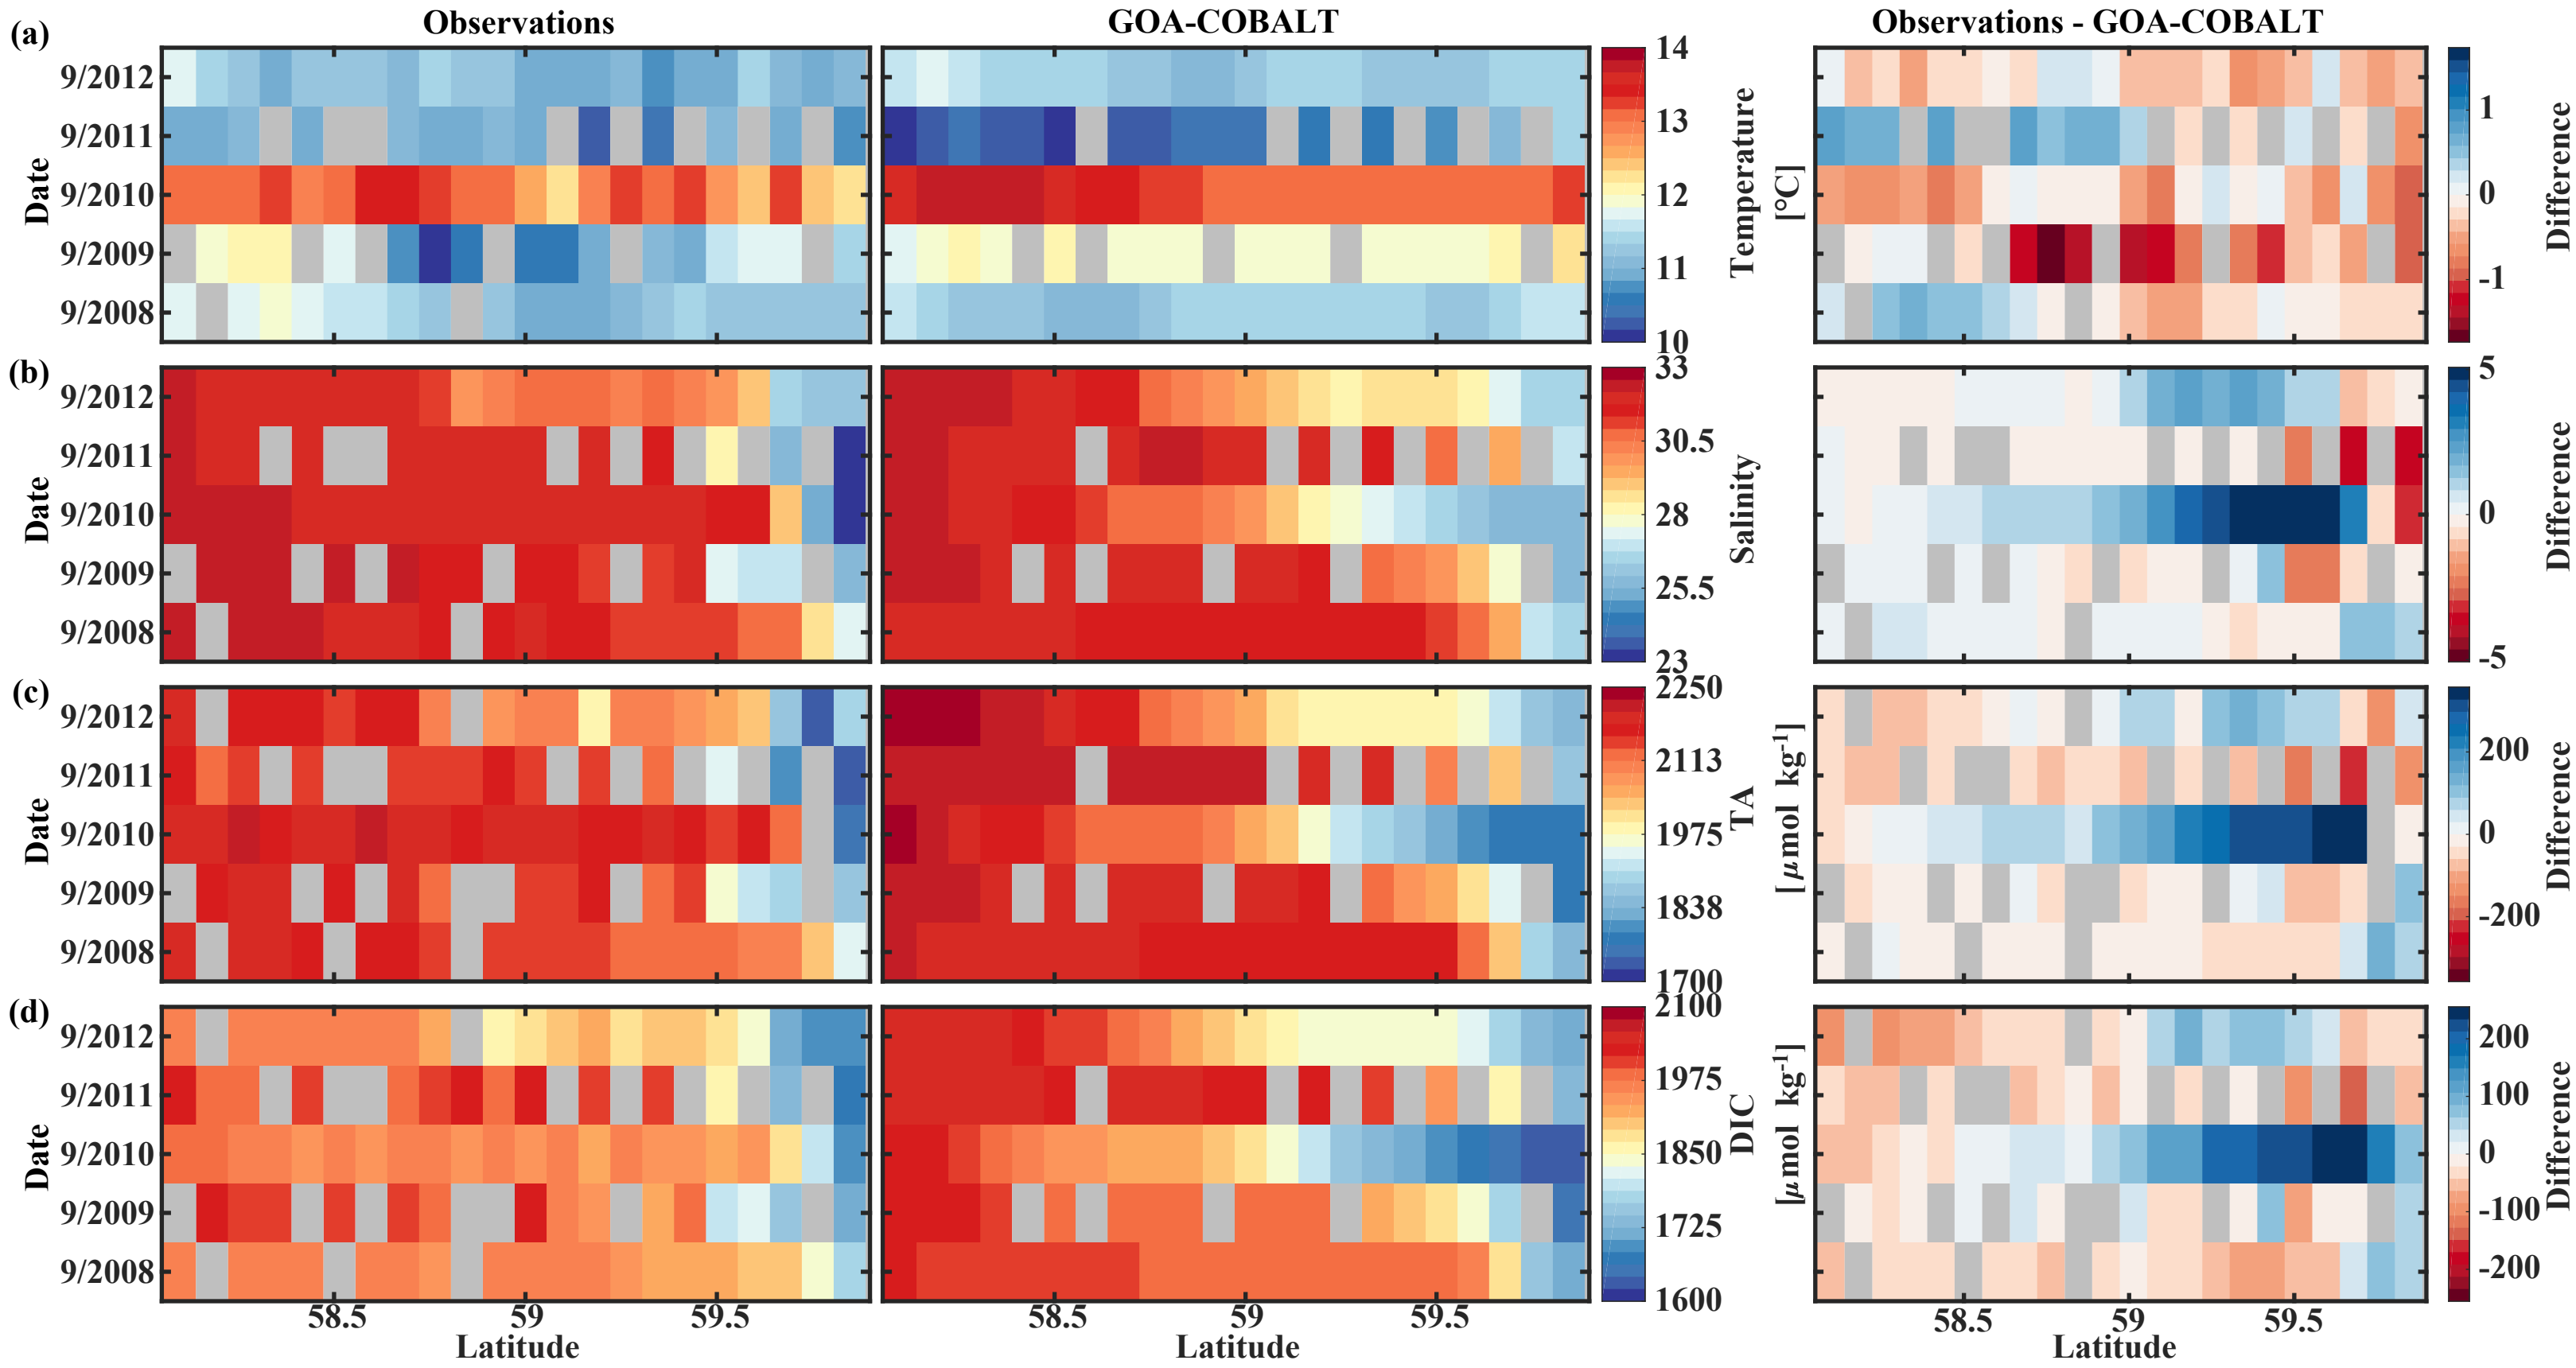 Observations GOA-COBALT Observations - GOA-COBALT
(a)
9/2012
9/2011
9/2010
9/2009
9/2008
Date
14
13
12
11
10
Temperature
[°C]
1
0
-1
Difference
(b)
9/2012
9/2011
9/2010
9/2009
9/2008
Date
33
30.5
28
25.5
23
Salinity
5
0
-5
Difference
(c)
9/2012
9/2011
9/2010
9/2009
9/2008
Date
2250
2113
1975
1838
1700
TA
[μmol kg-1]
200
0
-200
Difference
(d)
9/2012
9/2011
9/2010
9/2009
9/2008
Date
2100
1975
1850
1725
1600
DIC
[μmol kg-1]
200
100
0
-100
-200
Difference
58.5 59 59.5 58.5 59 59.5 58.5 59 59.5
Latitude Latitude Latitude